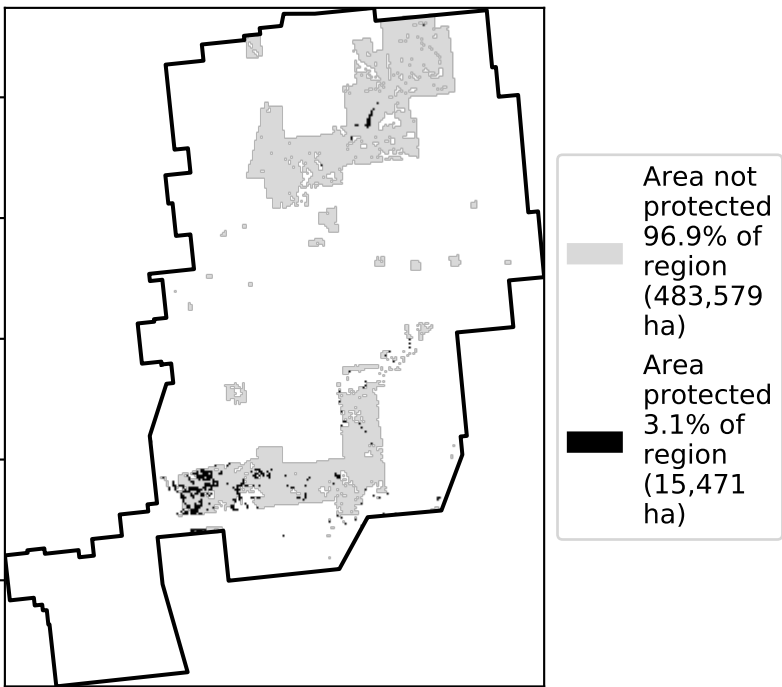 Area not
protected
96.9% of
region
(483,579
ha)
Area
protected
3.1% of
region
(15,471
ha)